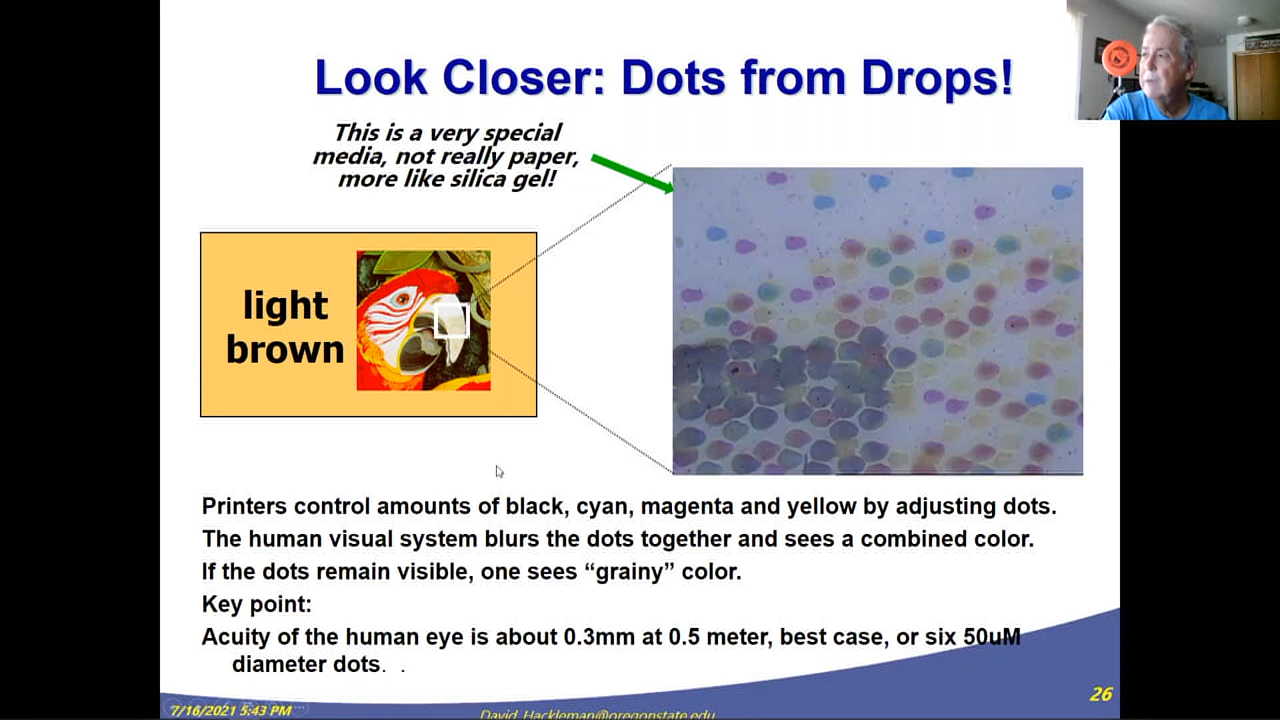 Look Closer: Dots from Drops!
This is a very special
media, not really paper,
more like silica gel!
light
brown
Printers control amounts of black, cyan, magenta and yellow by adjusting dots.
The human visual system blurs the dots together and sees a combined color.
If the dots remain visible, one sees “grainy” color.
Key point:
Acuity of the human eye is about 0.3mm at 0.5 meter, best case, or six 50uM
diameter dots. .
26
7/16/2021 5:43 PM
David_Hackleman@oregonstate.edu